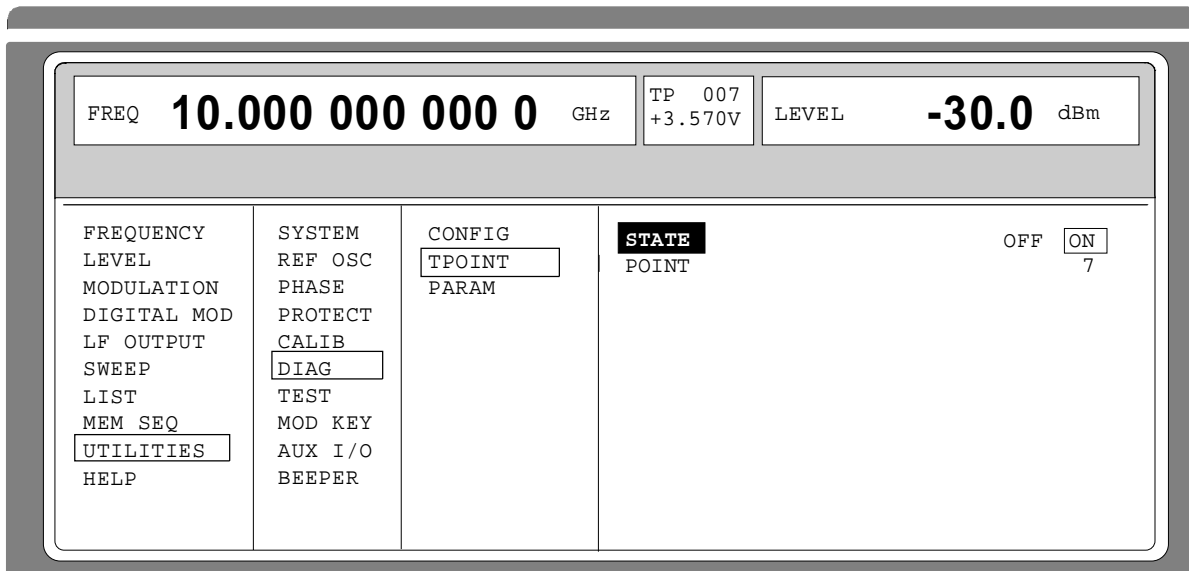 FREQ 10.000 000 000 0 GHz
TP 007
+3.570V
LEVEL -30.0 dBm
FREQUENCY
LEVEL
MODULATION
DIGITAL MOD
LF OUTPUT
SWEEP
LIST
MEM SEQ
UTILITIES
HELP
SYSTEM
REF OSC
PHASE
PROTECT
CALIB
DIAG
TEST
MOD KEY
AUX I/O
BEEPER
CONFIG
TPOINT
PARAM
STATE OFF ON
POINT 7